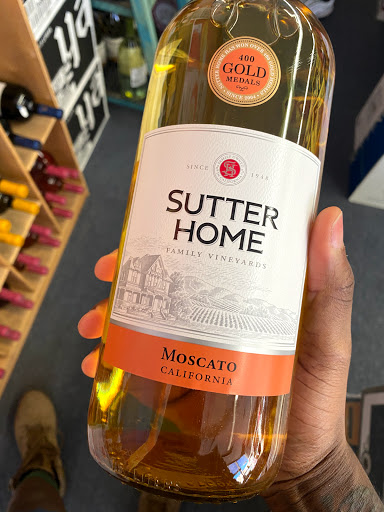 400
GOLD
MEDALS
SINCE 1948
SUTTER
HOME
FAMILY VINEYARDS
MOSCATO
CALIFORNIA